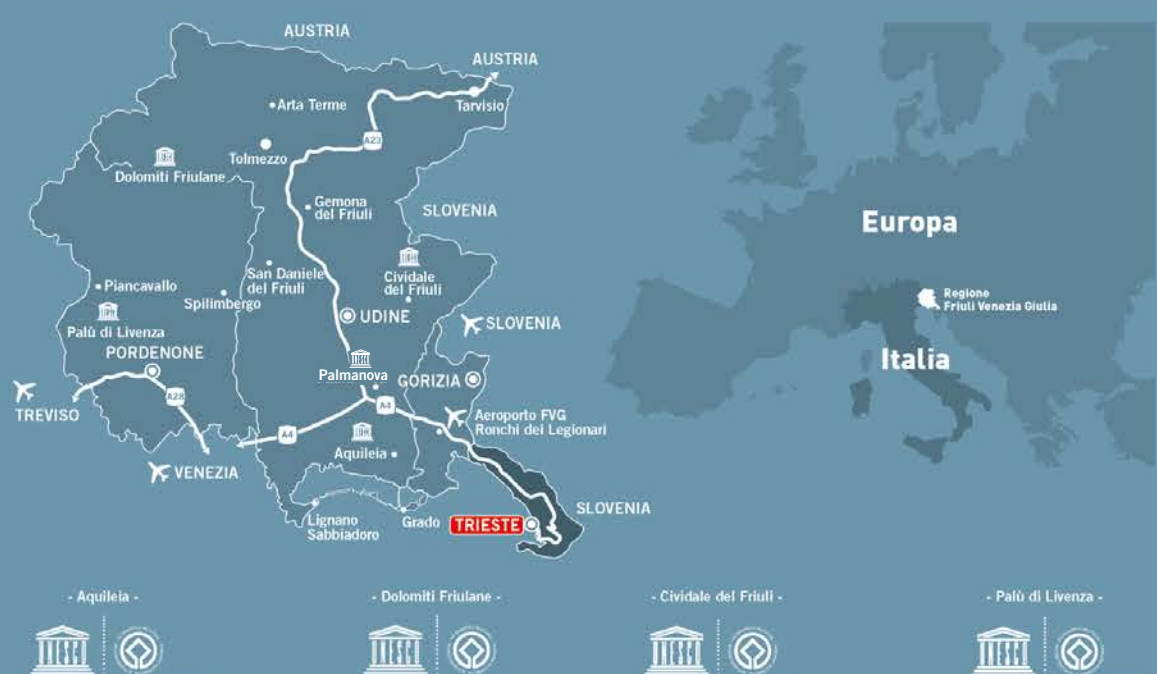 AUSTRIA
AUSTRIA
Arta Terme
Tarvisio
A23
Tolmezzo
Dolomiti Friulane
Gemona
del Friuli
SLOVENIA
San Daniele
del Friuli
Cividale
del Friuli
Piancavallo
Spilimbergo
Palù di Livenza
UDINE
SLOVENIA
PORDENONE
Palmanova
GORIZIA
A28
A4
TREVISO
Aeroporto FVG
Ronchi dei Legionari
A4
Aquileia
VENEZIA
SLOVENIA
Lignano
Sabbiadoro
Grado
TRIESTE
Europa
Regione
Friuli Venezia Giulia
Italia
- Aquileia -
- Dolomiti Friulane -
- Cividale del Friuli -
- Palù di Livenza -